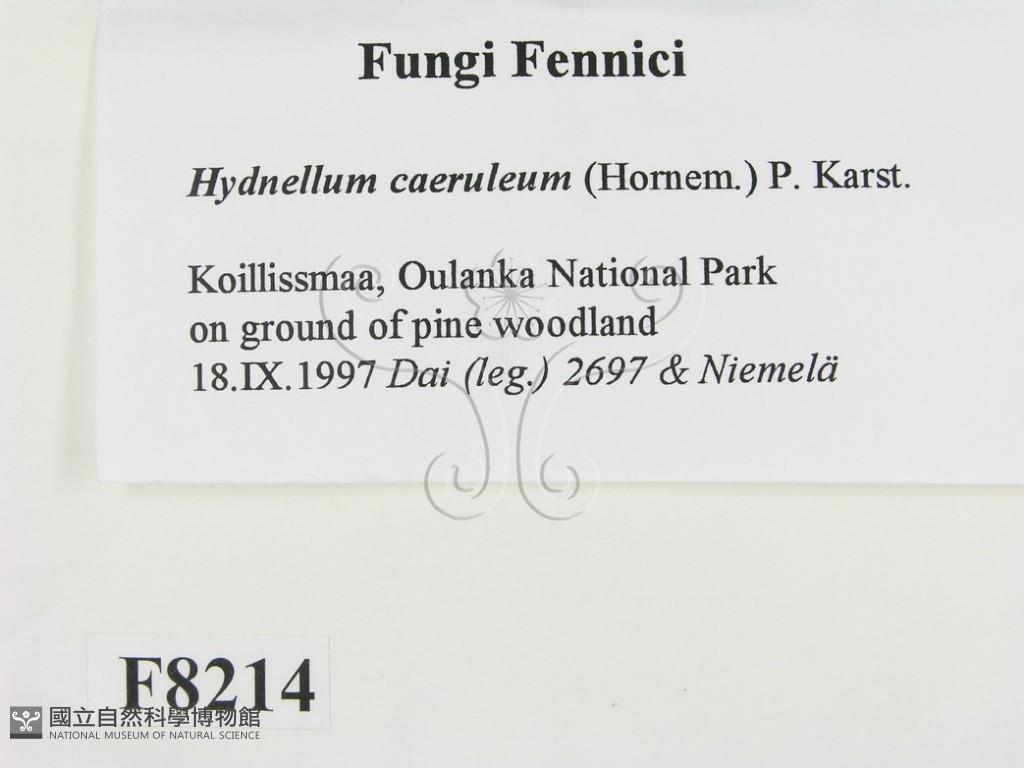 Fungi Fennici
Hydnellum caeruleum (Hornem.) P. Karst.
Koillissmaa, Oulanka National Park
on ground of pine woodland
18.IX.1997 Dai (leg.) 2697 & Niemelä
F8214
國立自然科學博物館
NATIONAL MUSEUM OF NATURAL SCIENCE